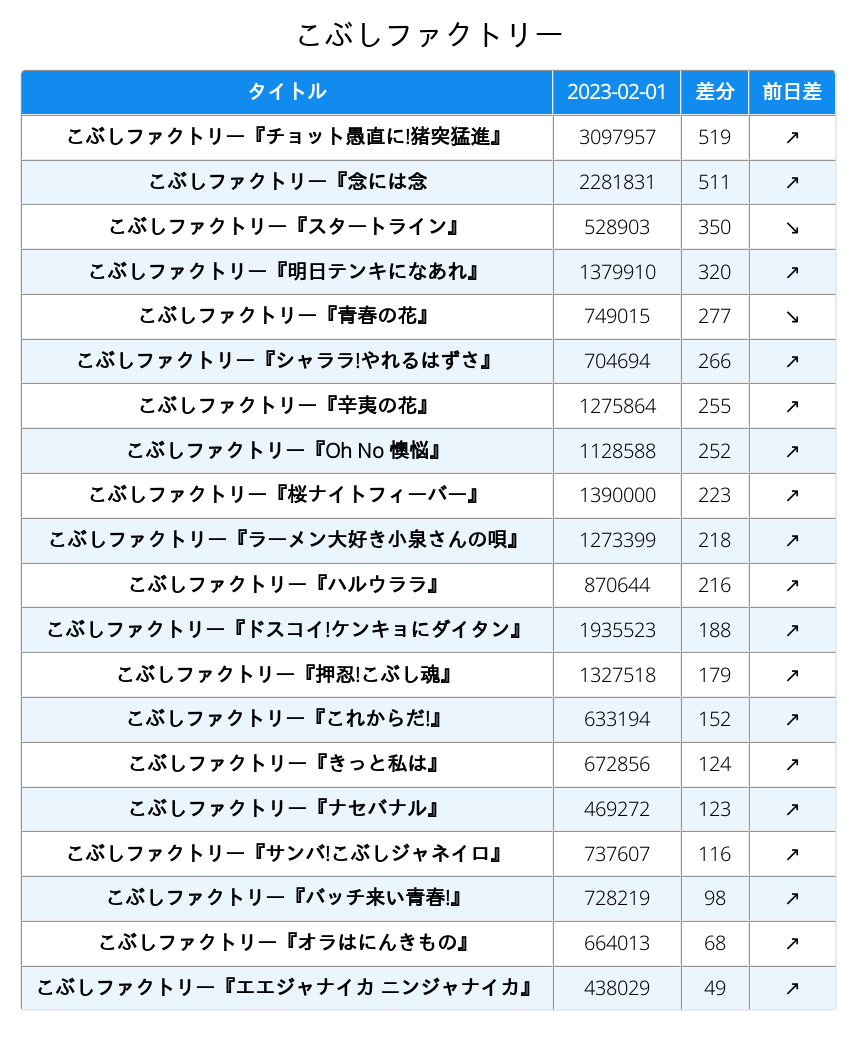 こぶしファクトリー
タイトル 2023-02-01 差分 前日差
こぶしファクトリー『チョット愚直に!猪突猛進』 3097957 519 ↗
こぶしファクトリー『念には念 2281831 511 ↗
こぶしファクトリー『スタートライン』 528903 350 ↘
こぶしファクトリー『明日テンキになあれ』 1379910 320 ↗
こぶしファクトリー『青春の花』 749015 277 ↘
こぶしファクトリー『シャララ!やれるはずさ』 704694 266 ↗
こぶしファクトリー『辛夷の花』 1275864 255 ↗
こぶしファクトリー『Oh No 懊悩』 1128588 252 ↗
こぶしファクトリー『桜ナイトフィーバー』 1390000 223 ↗
こぶしファクトリー『ラーメン大好き小泉さんの唄』 1273399 218 ↗
こぶしファクトリー『ハルウララ』 870644 216 ↗
こぶしファクトリー『ドスコイ!ケンキョにダイタン』 1935523 188 ↗
こぶしファクトリー『押忍!こぶし魂』 1327518 179 ↗
こぶしファクトリー『これからだ!』 633194 152 ↗
こぶしファクトリー『きっと私は』 672856 124 ↗
こぶしファクトリー『ナセバナル』 469272 123 ↗
こぶしファクトリー『サンバ!こぶしジャネイロ』 737607 116 ↗
こぶしファクトリー『バッチ来い青春!』 728219 98 ↗
こぶしファクトリー『オラはにんきもの』 664013 68 ↗
こぶしファクトリー『エエジャナイカ ニンジャナイカ』 438029 49 ↗